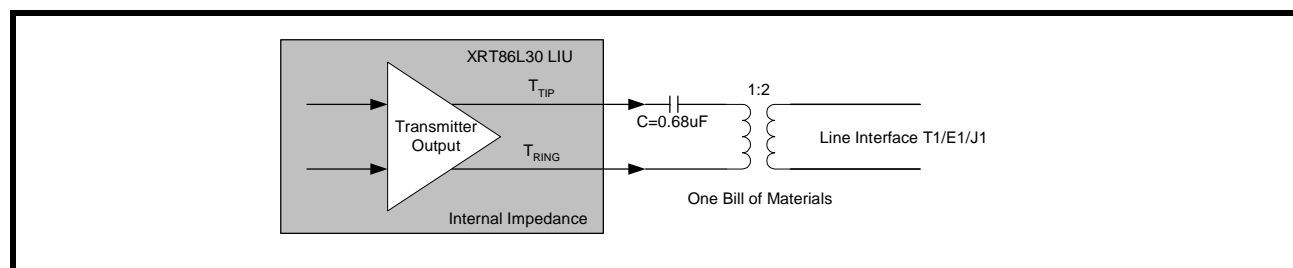 XRT86L30 LIU
TTIP
1:2
C=0.68uF
Transmitter
Output
Line Interface T1/E1/J1
TRING
One Bill of Materials
Internal Impedance